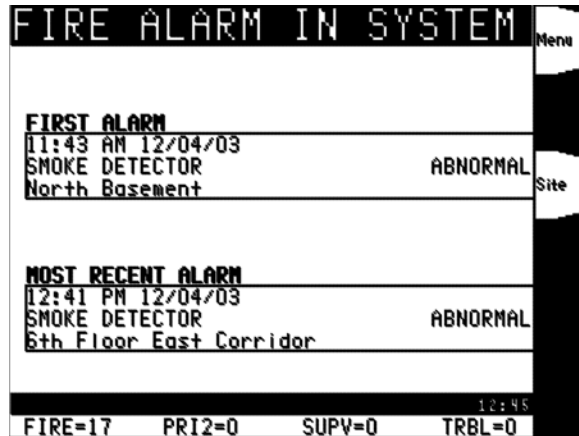 FIRE ALARM IN SYSTEM
Menu
FIRST ALARM
11:43 AM 12/04/03
SMOKE DETECTOR ABNORMAL
North Basement
Site
MOST RECENT ALARM
12:41 PM 12/04/03
SMOKE DETECTOR ABNORMAL
6th Floor East Corridor
12:45
FIRE=17 PRI2=0 SUPV=0 TRBL=0